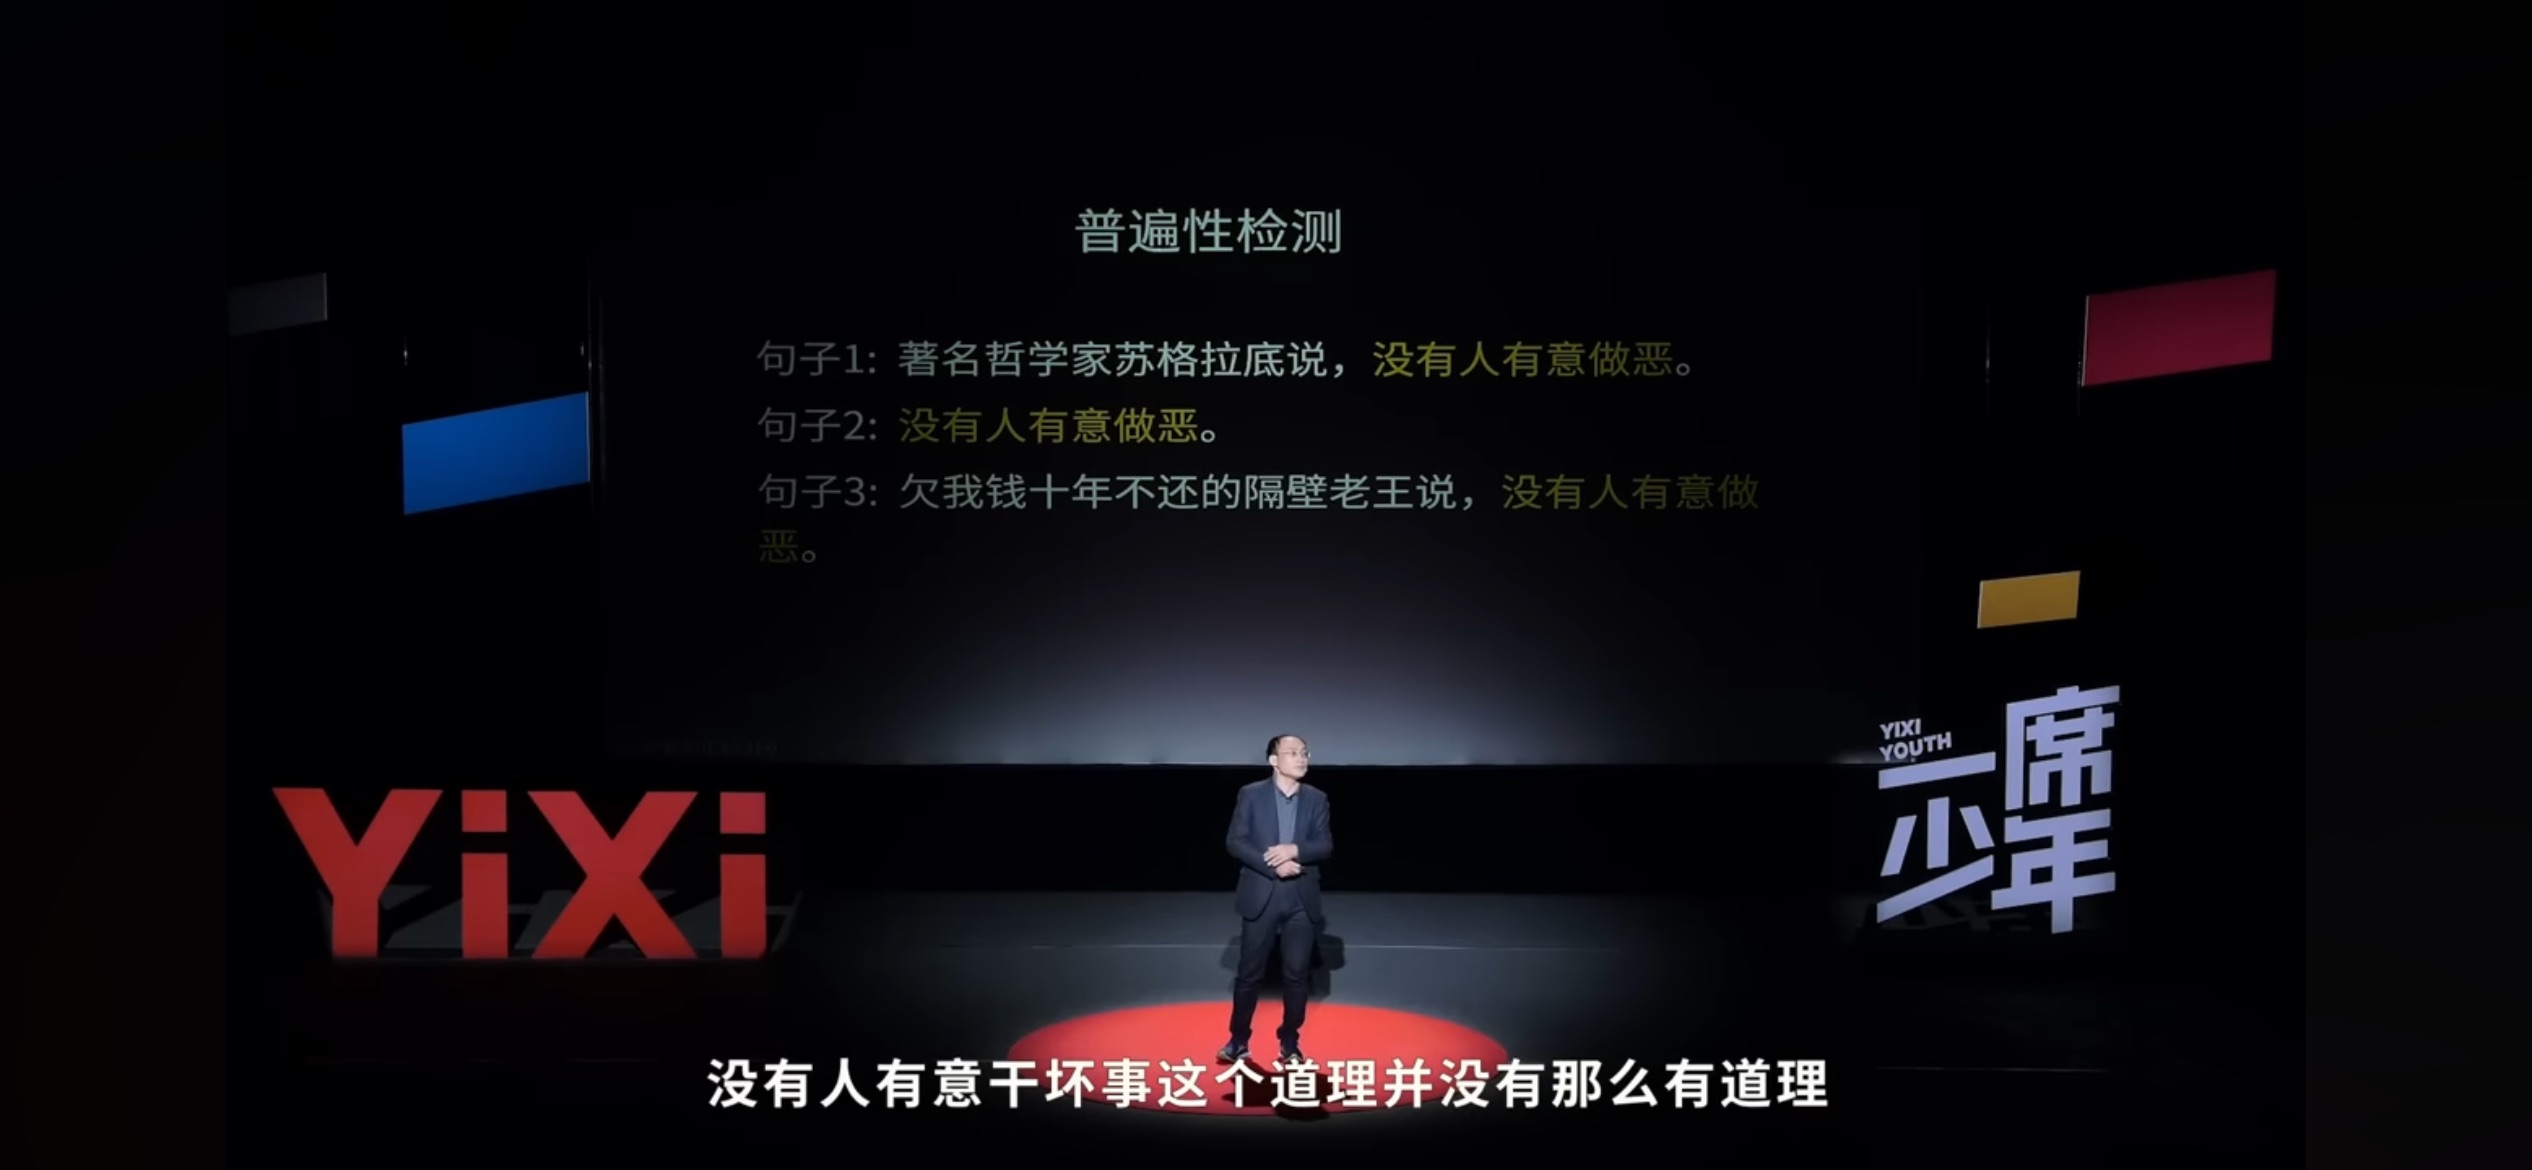 普遍性检测
句子1: 著名哲学家苏格拉底说，没有人有意做恶。
句子2: 没有人有意做恶。
句子3: 欠我钱十年不还的隔壁老王说，没有人有意做
恶。
YiXi
YIXI
YOUTH
一席
少年
没有人有意干坏事这个道理并没有那么有道理